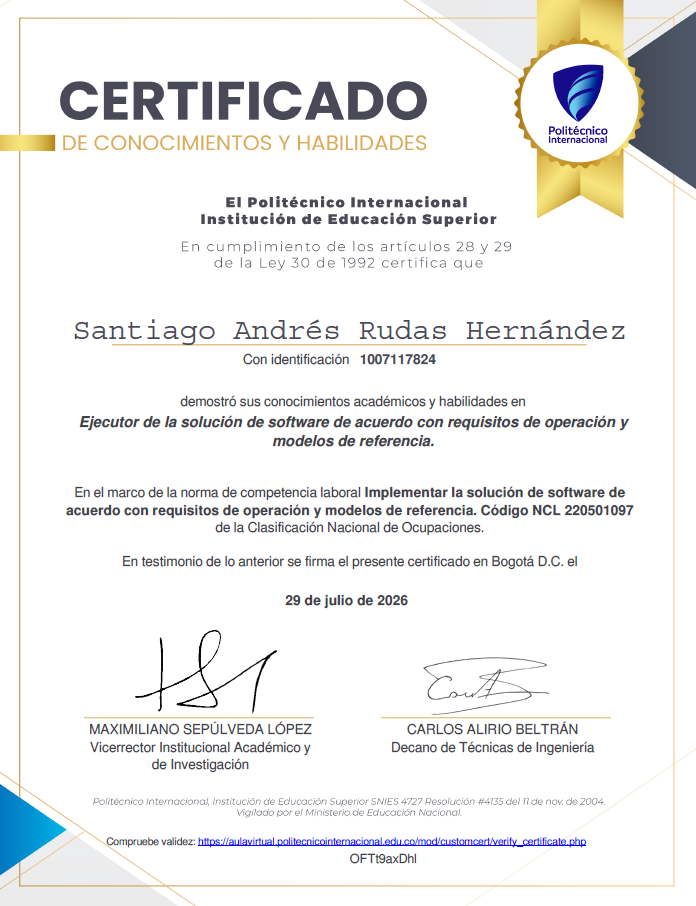 CERTIFICADO
DE CONOCIMIENTOS Y HABILIDADES
Politécnico
Internacional
El Politécnico Internacional
Institución de Educación Superior
En cumplimiento de los artículos 28 y 29
de la Ley 30 de 1992 certifica que
Santiago Andrés Rudas Hernández
Con identificación 1007117824
demostró sus conocimientos académicos y habilidades en
Ejecutor de la solución de software de acuerdo con requisitos de operación y
modelos de referencia.
En el marco de la norma de competencia laboral Implementar la solución de software de
acuerdo con requisitos de operación y modelos de referencia. Código NCL 220501097
de la Clasificación Nacional de Ocupaciones.
En testimonio de lo anterior se firma el presente certificado en Bogotá D.C. el
29 de julio de 2026
MAXIMILIANO SEPÚLVEDA LÓPEZ
Vicerrector Institucional Académico y
de Investigación
CARLOS ALIRIO BELTRÁN
Decano de Técnicas de Ingeniería
Politécnico Internacional, Institución de Educación Superior SNIES 4727 Resolución #4135 del 11 de nov. de 2004.
Vigilado por el Ministerio de Educación Nacional.
Compruebe validez: https://aulavirtual.politecnicointernacional.edu.co/mod/customcert/verify_certificate.php
OFTt9axDhl